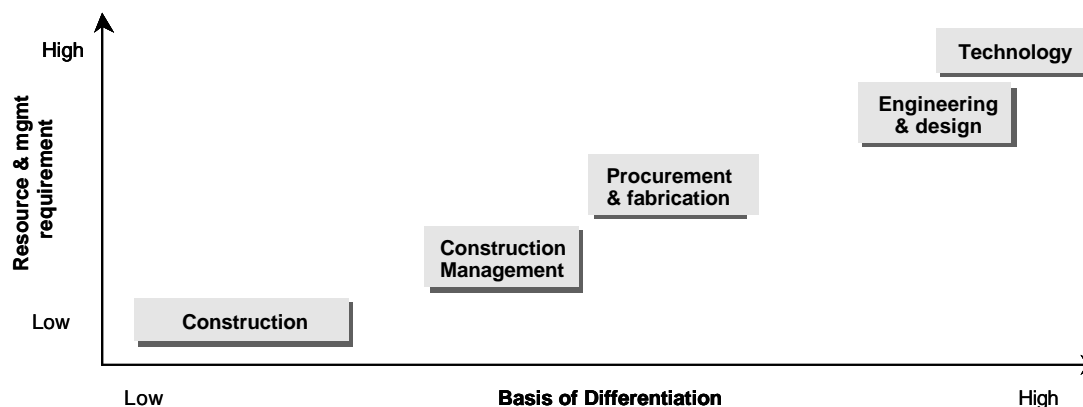 High
Technology
Engineering
& design
Resource & mgmt
requirement
Procurement
& fabrication
Construction
Management
Low
Construction
Low
Basis of Differentiation
High